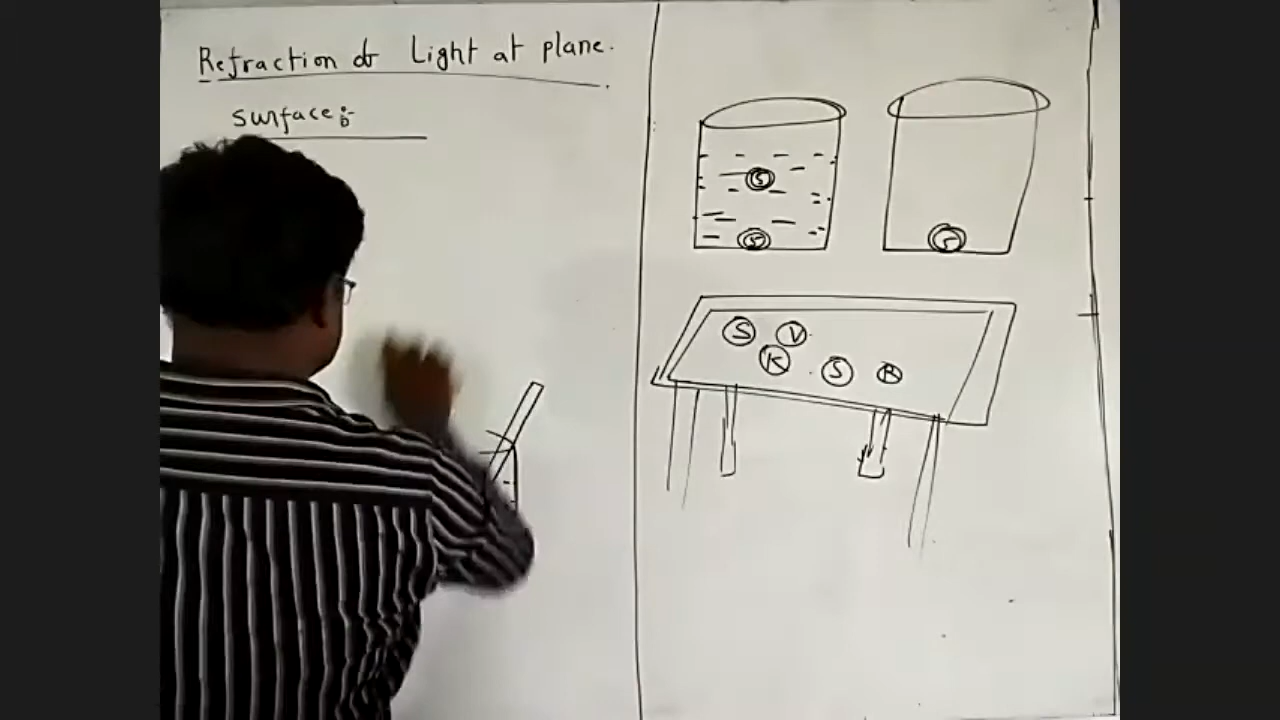 Refraction of Light at plane.
surface:-
S
S
S
S V
K S R